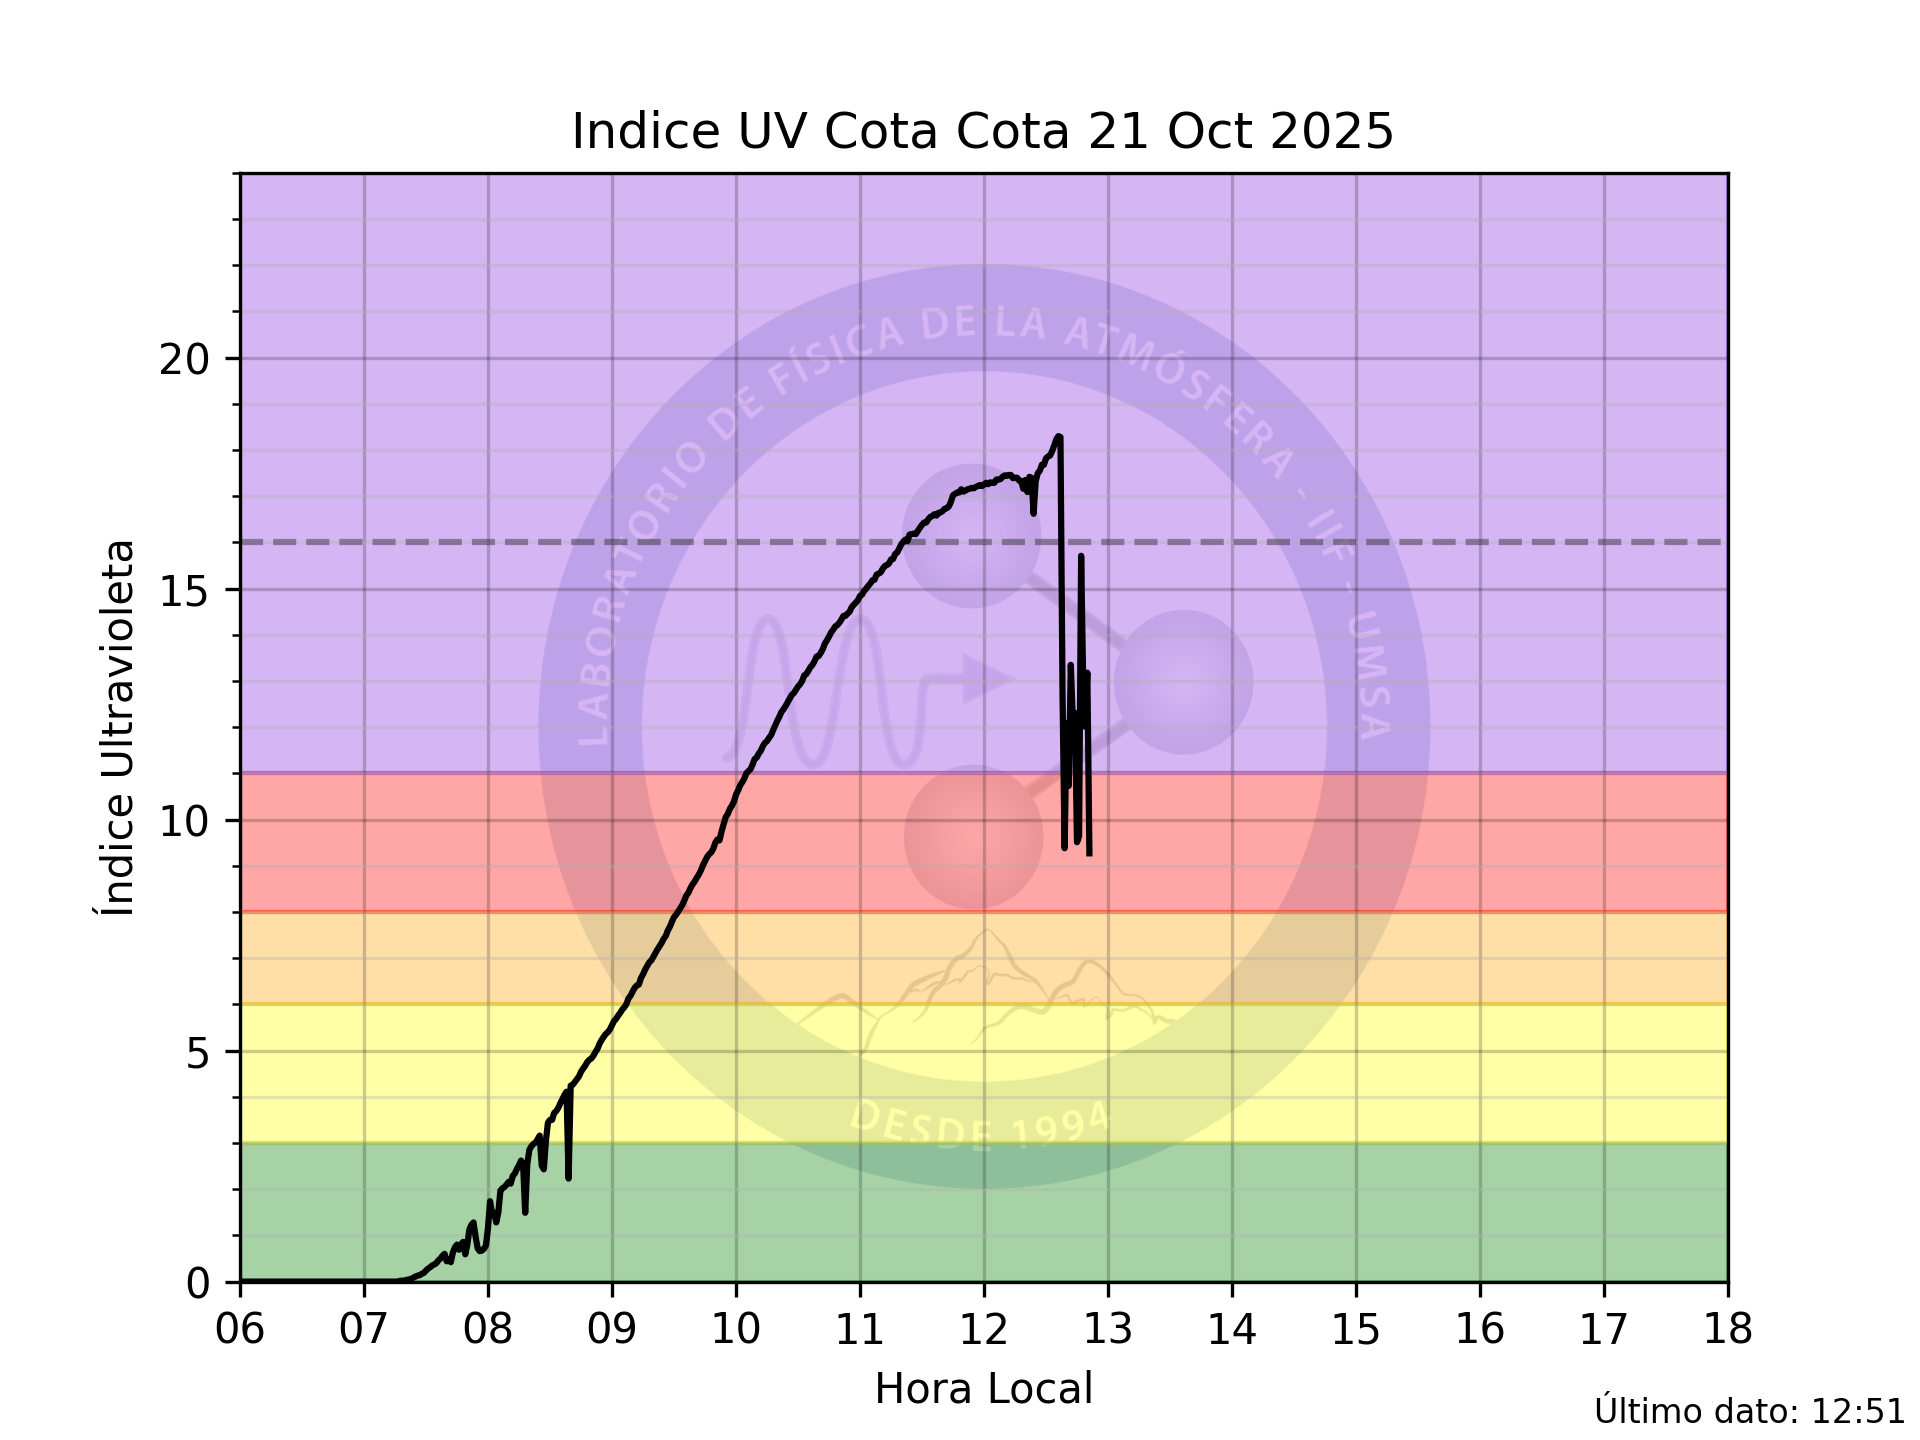 Indice UV Cota Cota 21 Oct 2025
20
15
10
5
0
Índice Ultravioleta
LABORATORIO DE FÍSICA DE LA ATMÓSFERA - IIF - UMSA
DESDE 1994
06 07 08 09 10 11 12 13 14 15 16 17 18
Hora Local
Último dato: 12:51